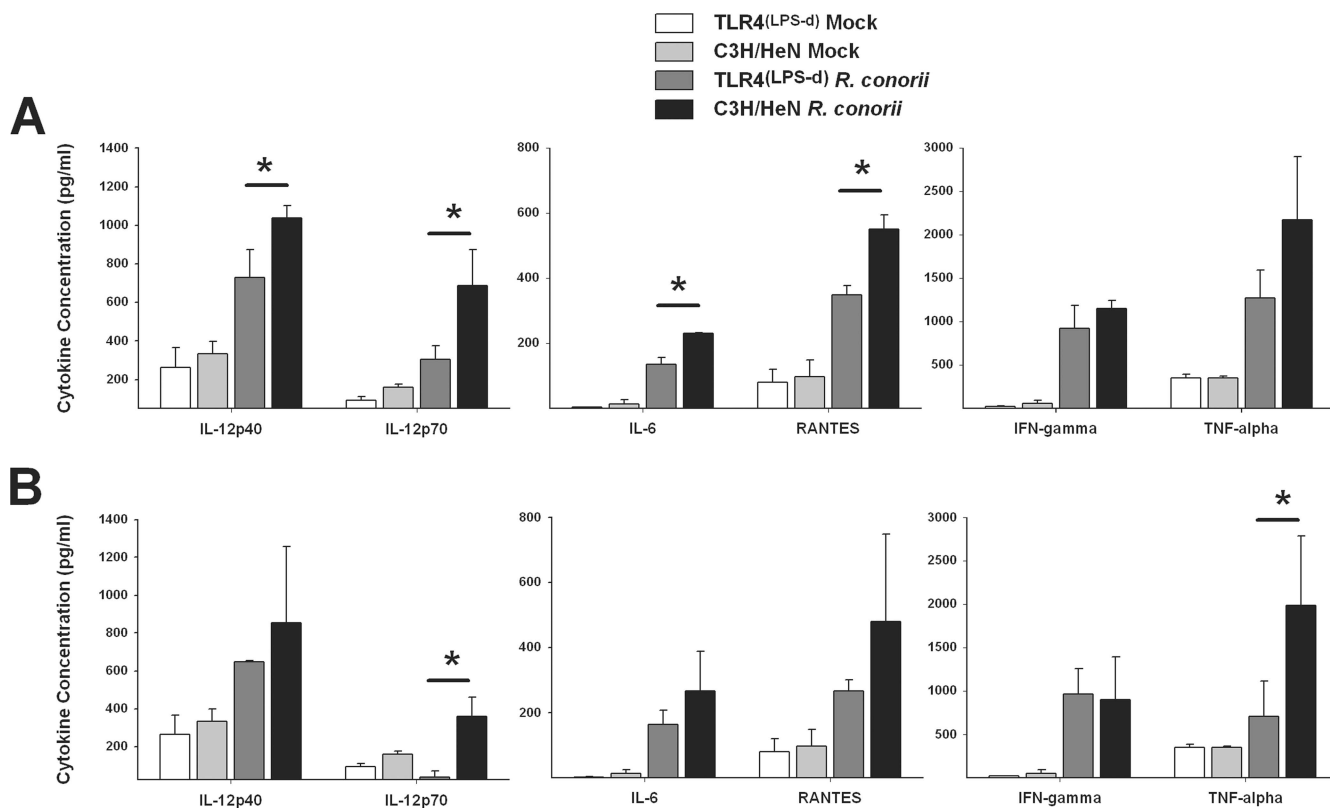 TLR4(LPS-d) Mock
C3H/HeN Mock
TLR4(LPS-d) R. conorii
C3H/HeN R. conorii
A
Cytokine Concentration (pg/ml)
1400
1200
1000
800
600
400
200
*
*
IL-12p40 IL-12p70
800
600
400
200
*
*
IL-6 RANTES
3000
2500
2000
1500
1000
500
IFN-gamma TNF-alpha
B
Cytokine Concentration (pg/ml)
1400
1200
1000
800
600
400
200
*
IL-12p40 IL-12p70
800
600
400
200
IL-6 RANTES
3000
2500
2000
1500
1000
500
*
IFN-gamma TNF-alpha